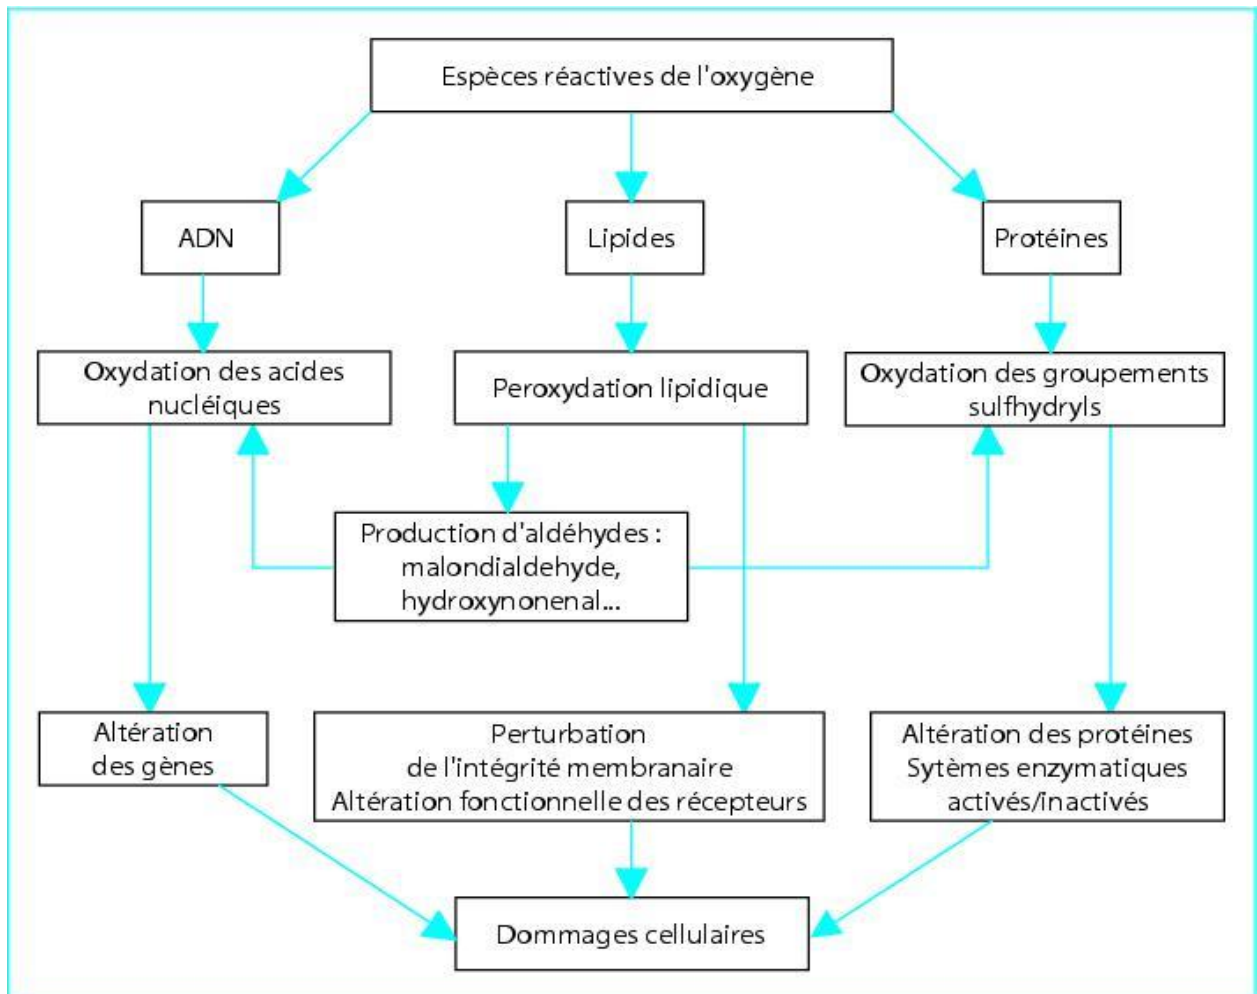 Espèces réactives de l'oxygène
ADN
Lipides
Protéines
Oxydation des acides
nucléiques
Peroxydation lipidique
Oxydation des groupements
sulfhydryls
Production d'aldéhydes :
malondialdehyde,
hydroxynonenal...
Altération
des gènes
Perturbation
de l'intégrité membranaire
Altération fonctionnelle des récepteurs
Altération des protéines
Sytèmes enzymatiques
activés/inactivés
Dommages cellulaires